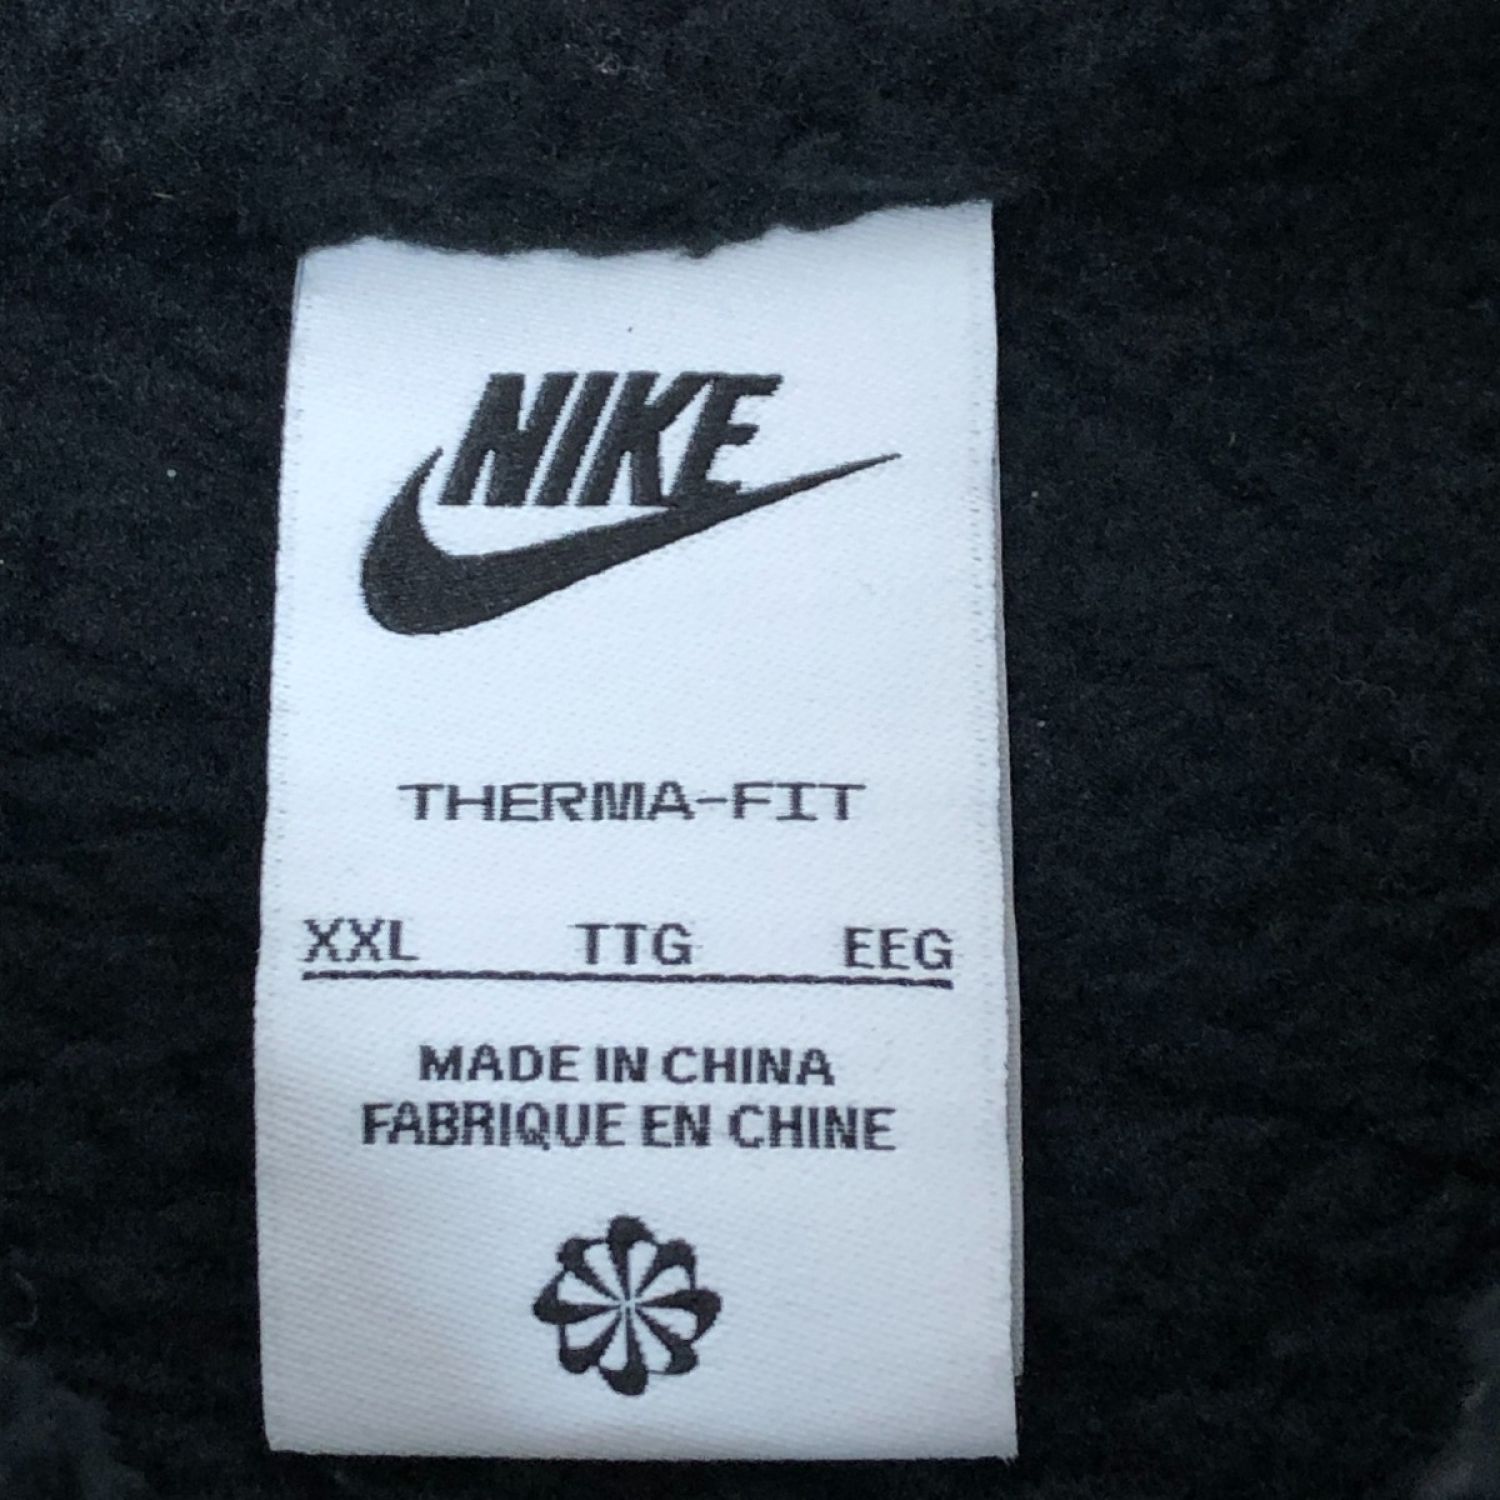 NIKE
THERMA-FIT
XXL TTG EEG
MADE IN CHINA
FABRIQUE EN CHINE